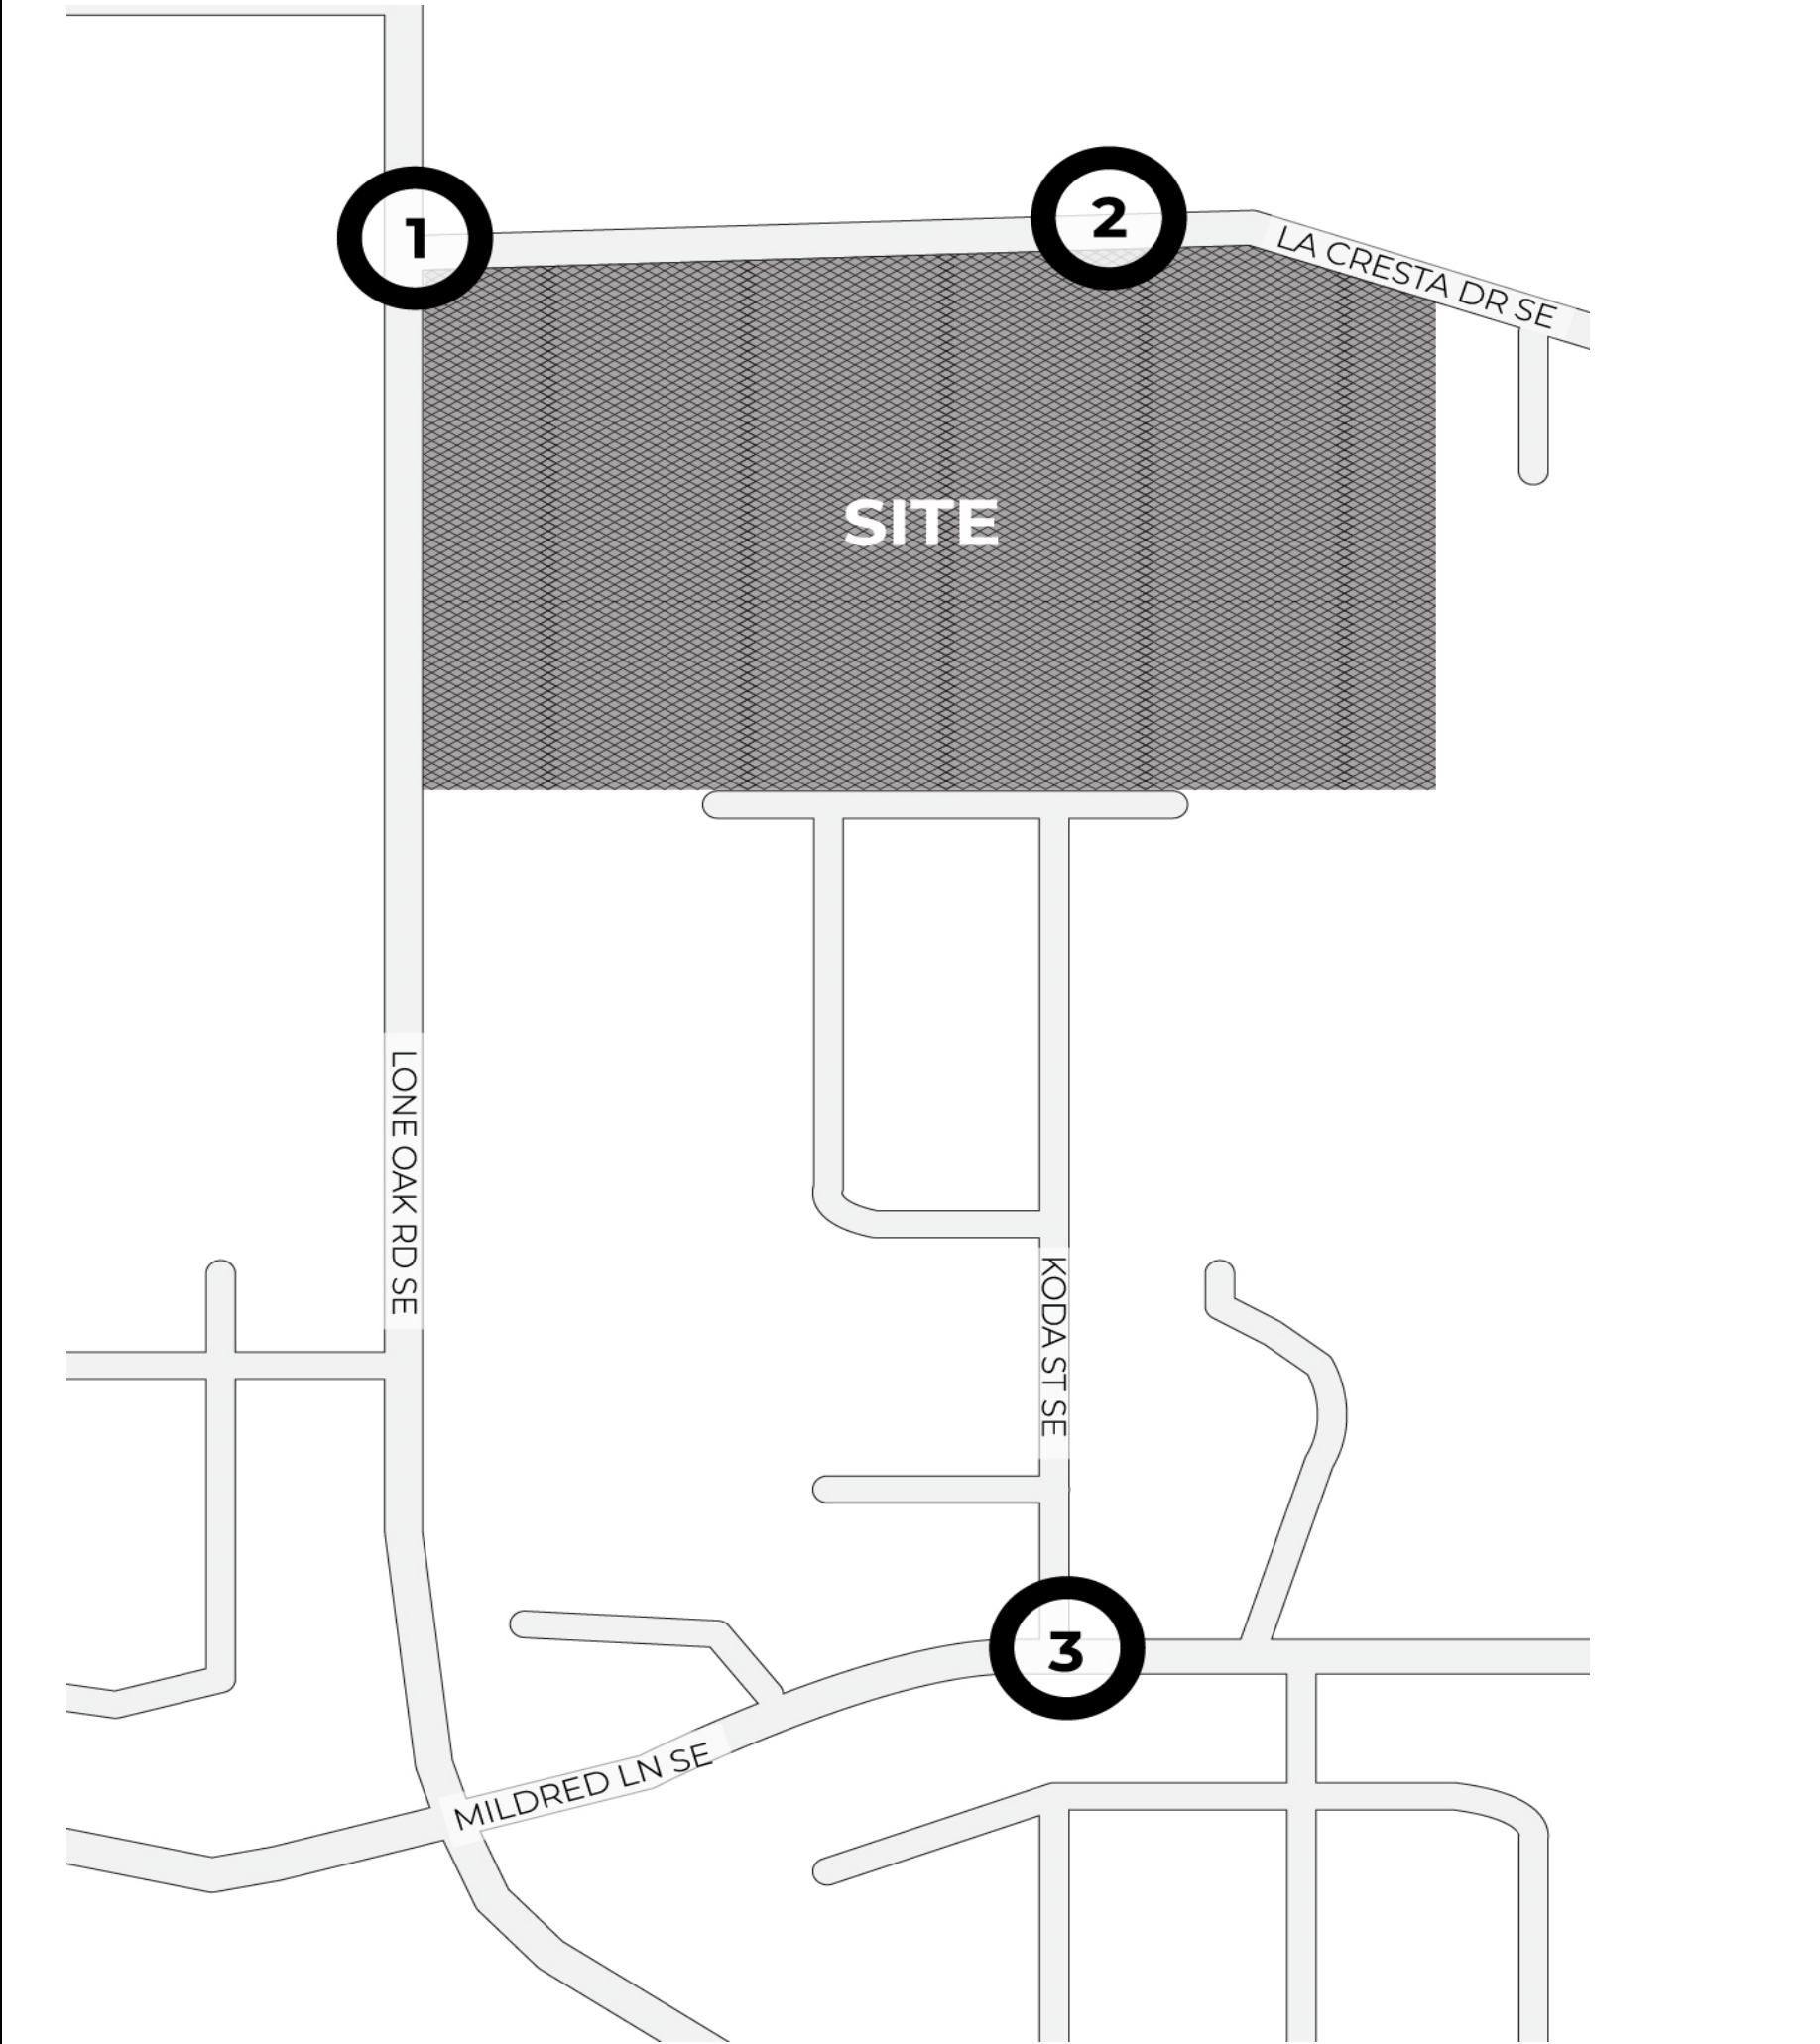 1
2
LA CRESTA DR SE
SITE
LONE OAK RD SE
KODA ST SE
3
MILDRED LN SE